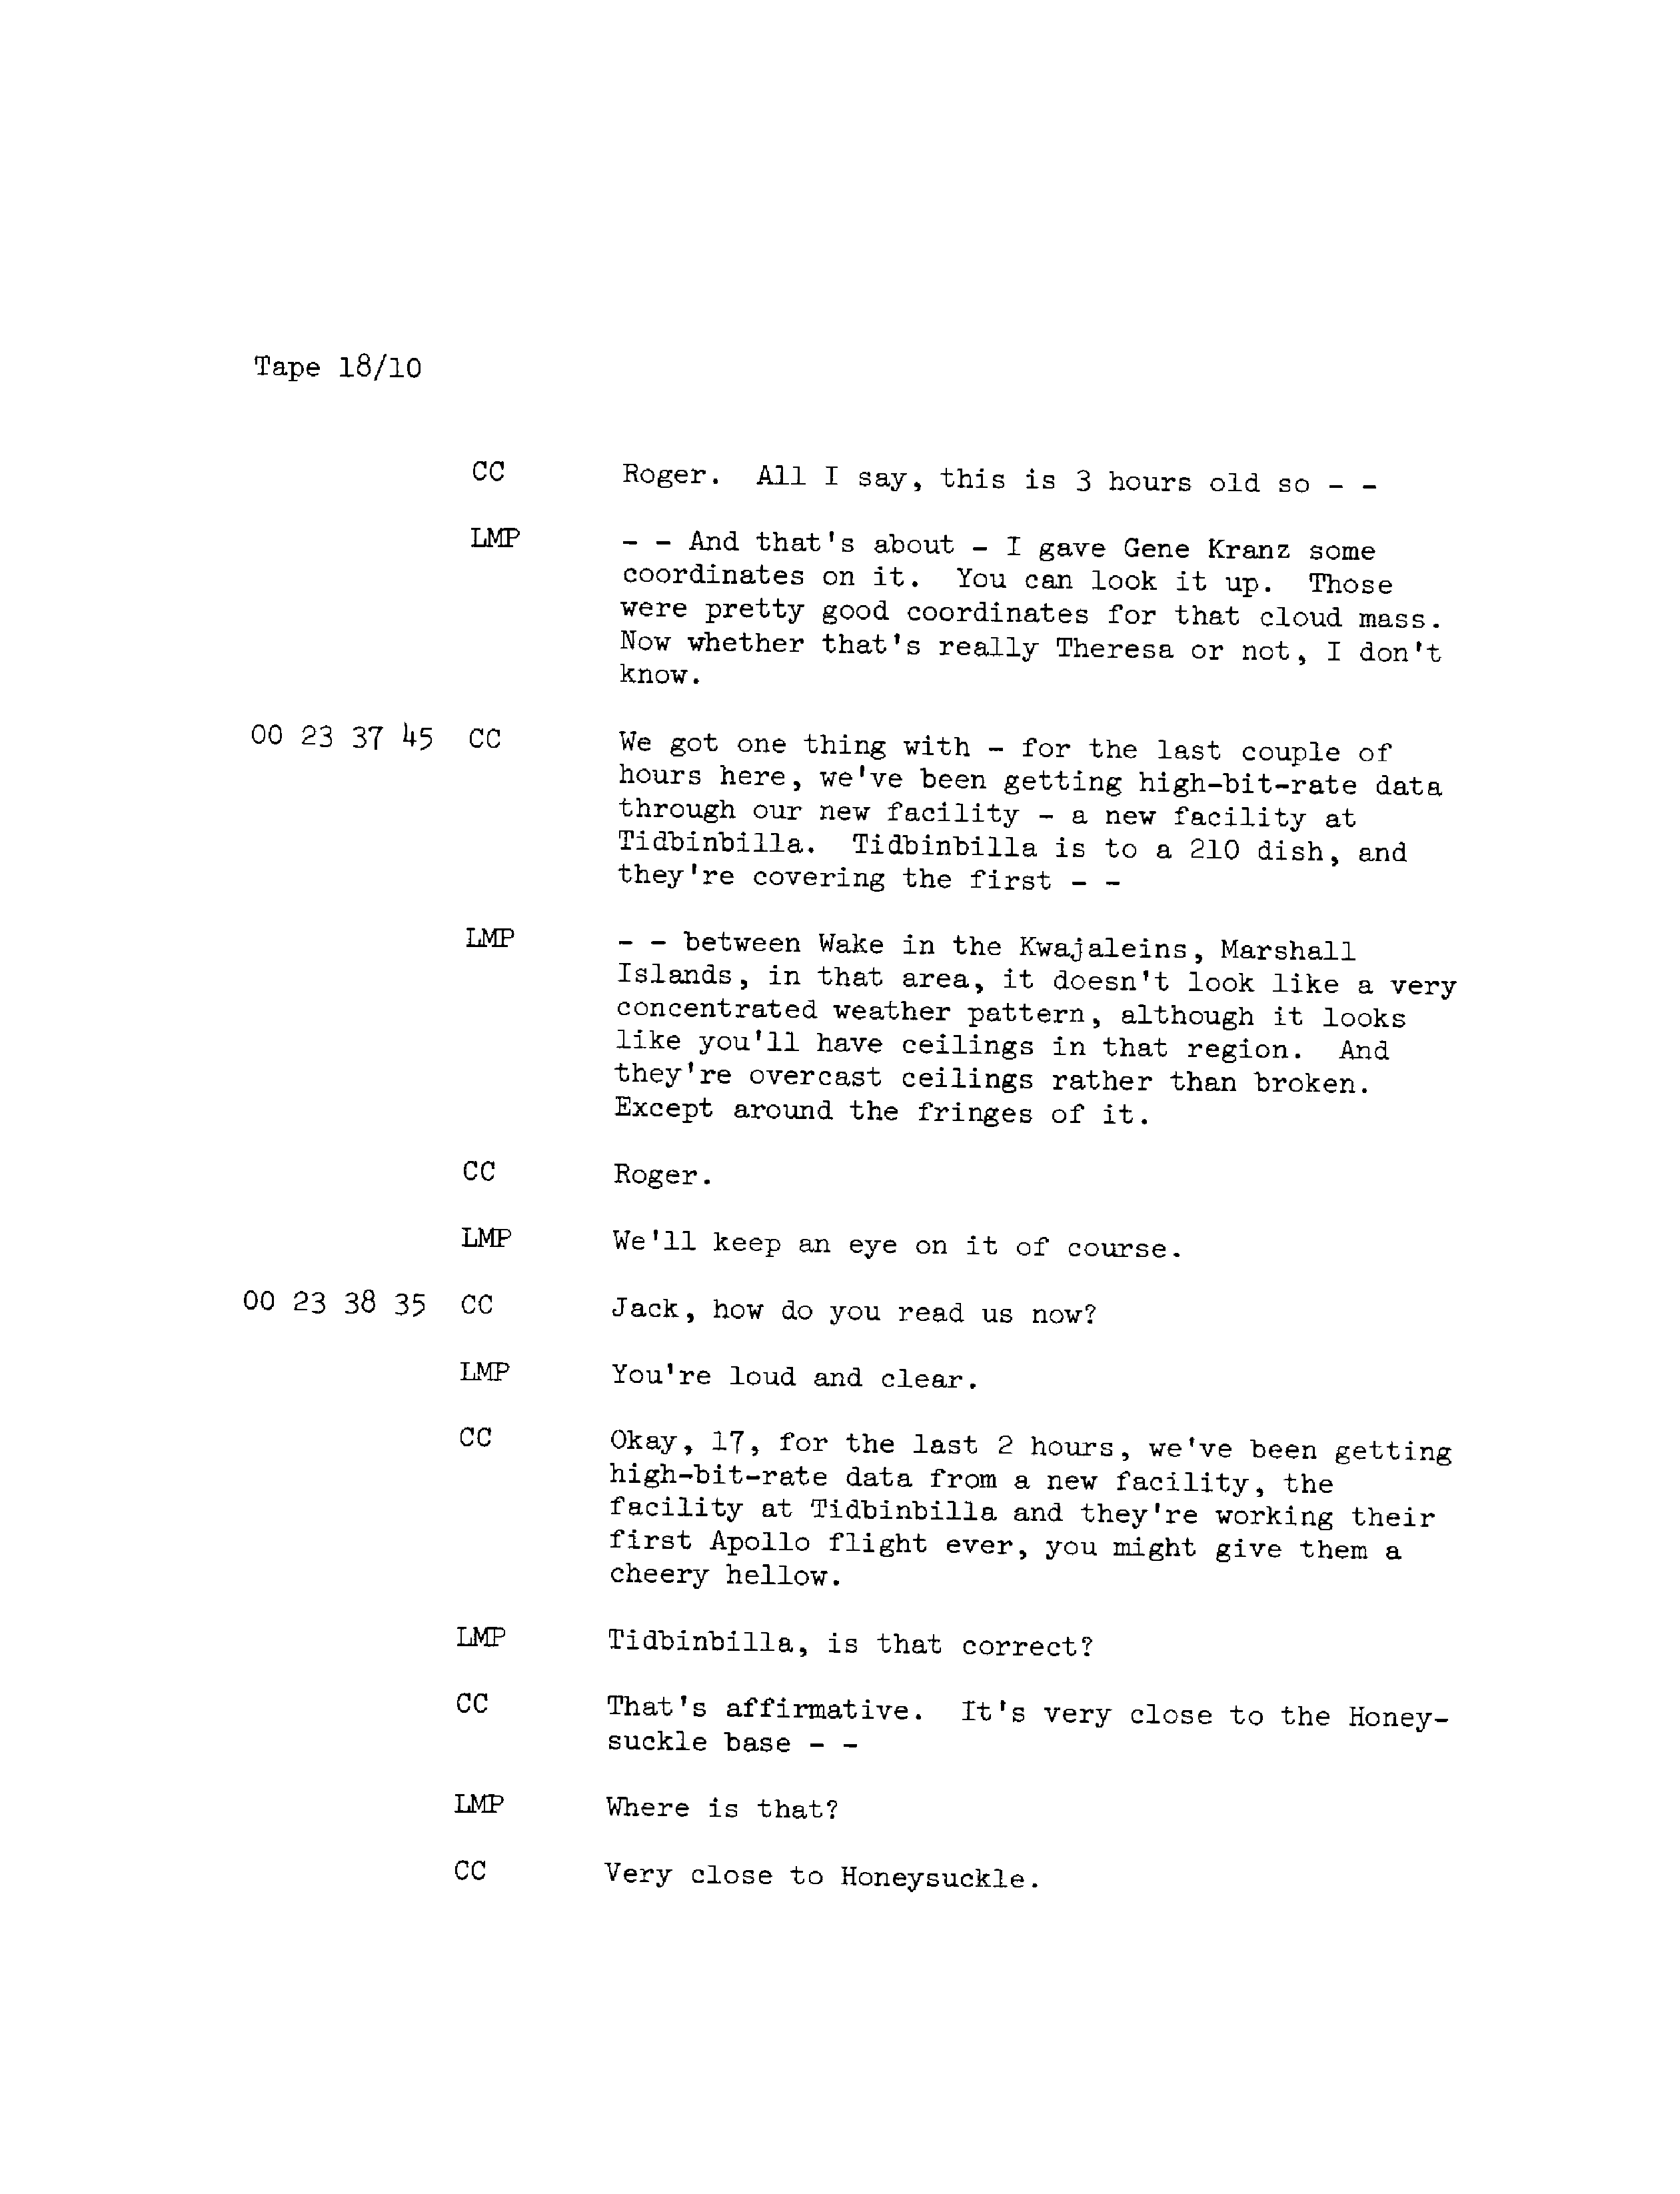 Tape 18/10
CC Roger. All I say, this is 3 hours old so - -
LMP - - And that's about - I gave Gene Kranz some
coordinates on it. You can look it up. Those
were pretty good coordinates for that cloud mass.
Now whether that's really Theresa or not, I don't
know.
00 23 37 45 CC We got one thing with - for the last couple of
hours here, we've been getting high-bit-rate data
through our new facility - a new facility at
Tidbinbilla. Tidbinbilla is to a 210 dish, and
they're covering the first - -
LMP - - between Wake in the Kwajaleins, Marshall
Islands, in that area, it doesn't look like a very
concentrated weather pattern, although it looks
like you'll have ceilings in that region. And
they're overcast ceilings rather than broken.
Except around the fringes of it.
CC Roger.
LMP We'll keep an eye on it of course.
00 23 38 35 CC Jack, how do you read us now?
LMP You're loud and clear.
CC Okay, 17, for the last 2 hours, we've been getting
high-bit-rate data from a new facility, the
facility at Tidbinbilla and they're working their
first Apollo flight ever, you might give them a
cheery hellow.
LMP Tidbinbilla, is that correct?
CC That's affirmative. It's very close to the Honey-
suckle base - -
LMP Where is that?
CC Very close to Honeysuckle.